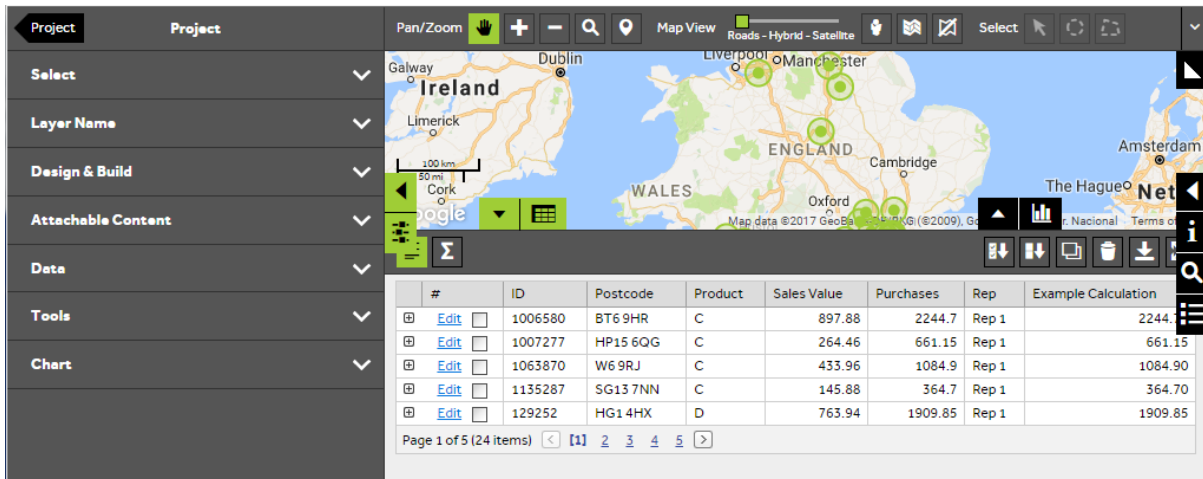 Project Project
Select
Layer Name
Design & Build
Attachable Content
Data
Tools
Chart
Pan/Zoom Map View Roads - Hybrid - Satellite Select
Galway
Dublin
Liverpool
Manchester
Ireland
Limerick
100 km
50 mi
Cork
ENGLAND
Cambridge
Amsterdam
WALES
Oxford
The Hague
Net
Map data ©2017 GeoBa (©2009), Nacional Terms of
Σ
# ID Postcode Product Sales Value Purchases Rep Example Calculation
Edit 1006580 BT6 9HR C 897.88 2244.7 Rep 1 2244.
Edit 1007277 HP15 6QG C 264.46 661.15 Rep 1 661.15
Edit 1063870 W6 9RJ C 433.96 1084.9 Rep 1 1084.90
Edit 1135287 SG13 7NN C 145.88 364.7 Rep 1 364.70
Edit 129252 HG1 4HX D 763.94 1909.85 Rep 1 1909.85
Page 1 of 5 (24 items) < [1] 2 3 4 5 >